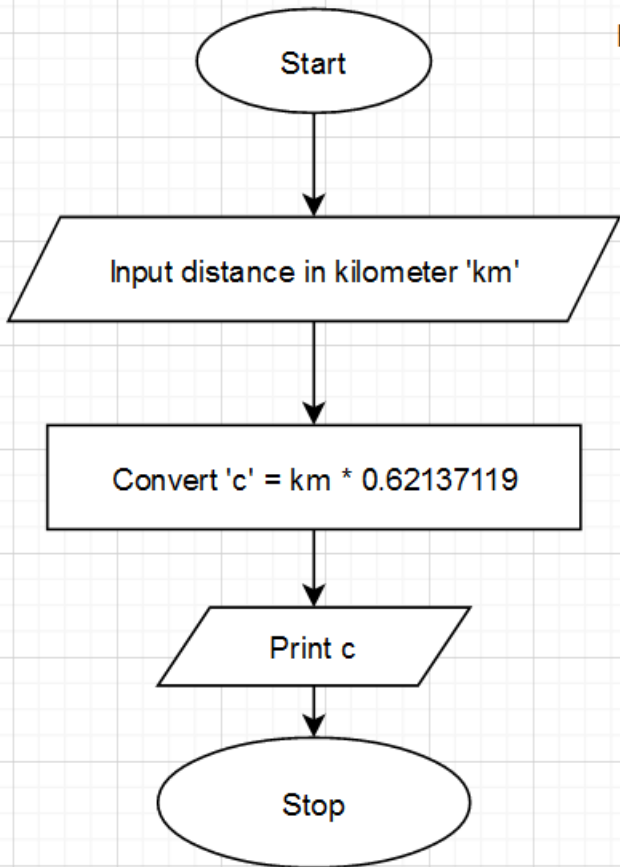 Start
Input distance in kilometer 'km'
Convert 'c' = km * 0.62137119
Print c
Stop